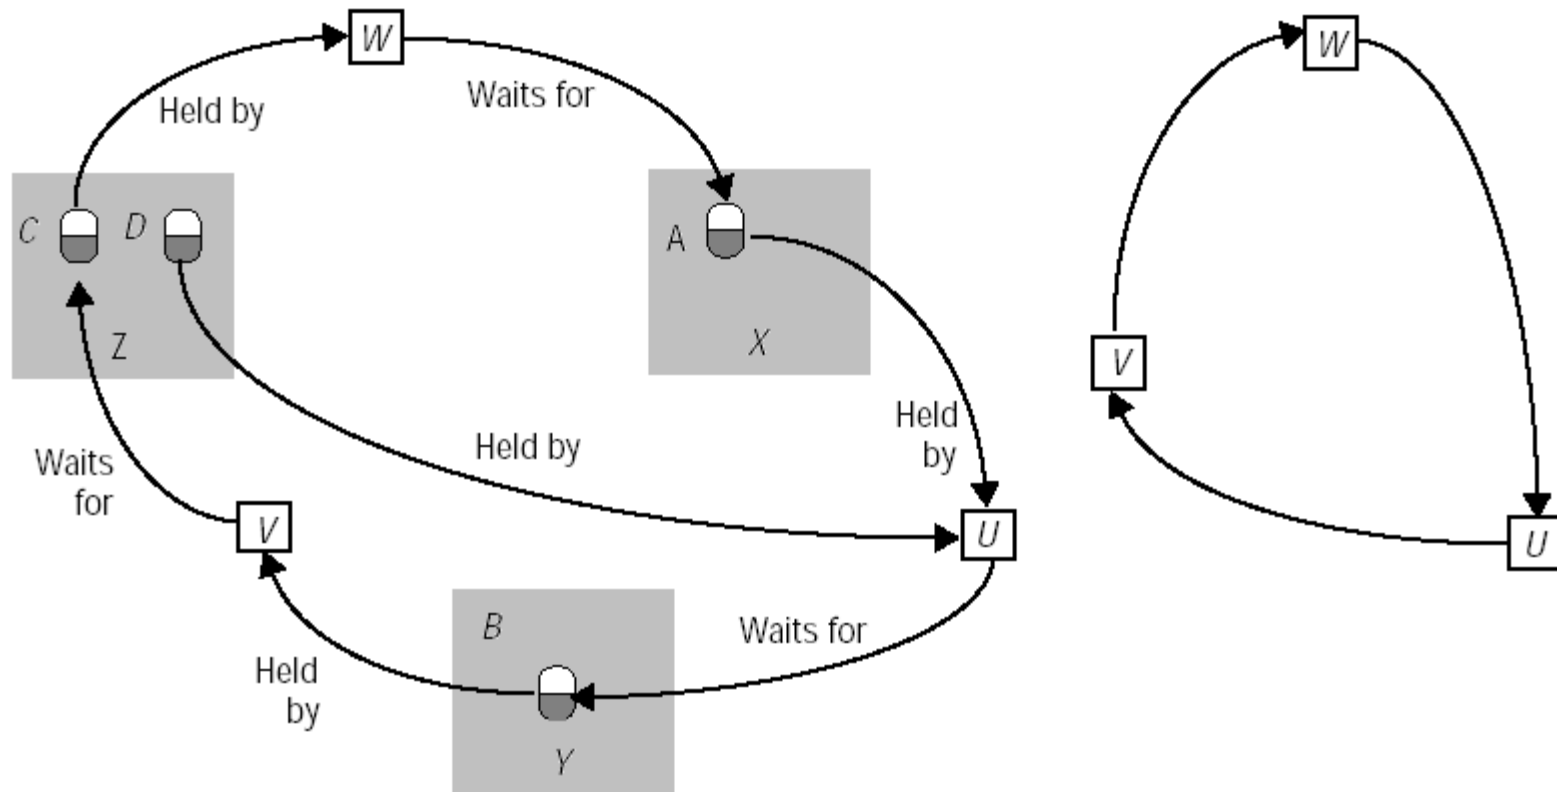 W
Held by
Waits for
C
D
A
Z
X
Held
by
Held by
Waits
for
V
U
B
Waits for
Held
by
Y
W
V
U